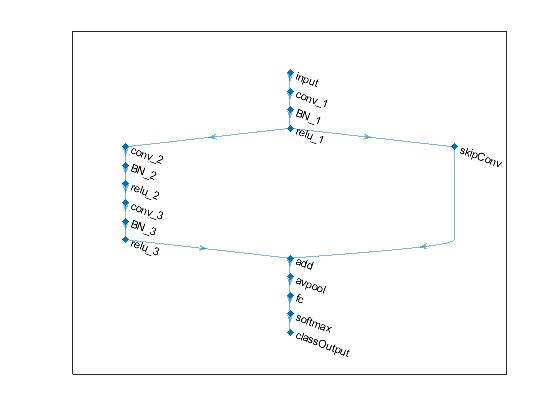 input
conv_1
BN_1
relu_1
conv_2
BN_2
relu_2
conv_3
BN_3
relu_3
skipConv
add
avpool
fc
softmax
classOutput